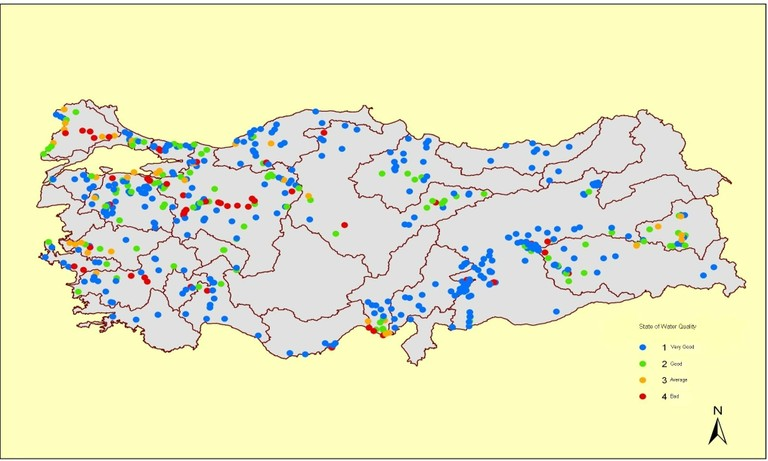 State of Water Quality
1 Very Good
2 Good
3 Average
4 Bad
N